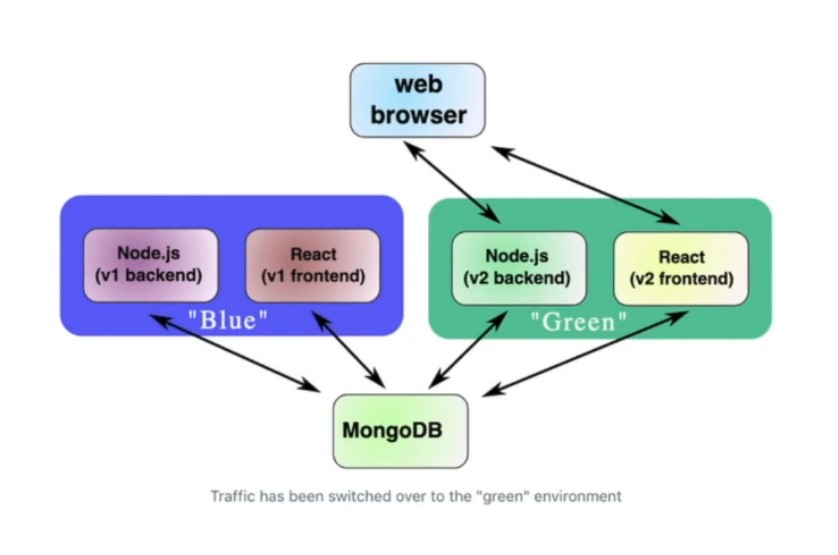 web
browser
Node.js
(v1 backend)
React
(v1 frontend)
"Blue"
Node.js
(v2 backend)
React
(v2 frontend)
"Green"
MongoDB
Traffic has been switched over to the "green" environment